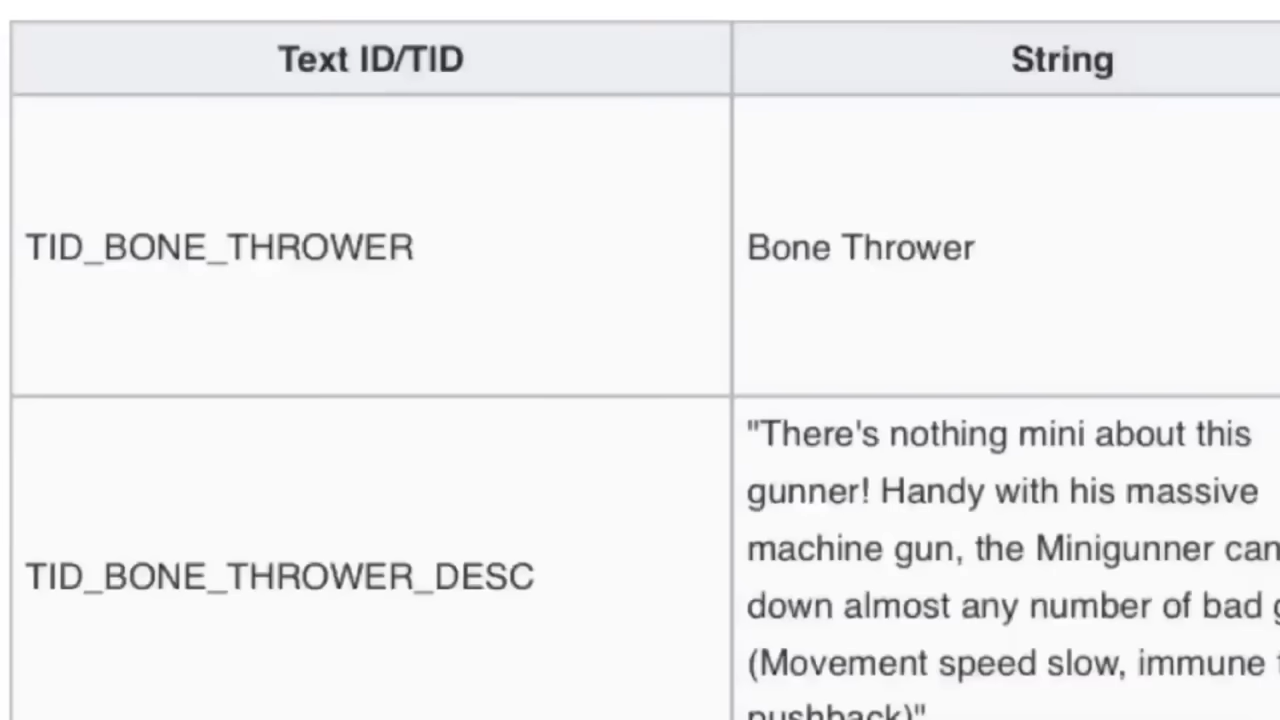 Text ID/TID String
TID_BONE_THROWER Bone Thrower
"There's nothing mini about this
gunner! Handy with his massive
machine gun, the Minigunner can
TID_BONE_THROWER_DESC
down almost any number of bad
(Movement speed slow, immune
pushback)"